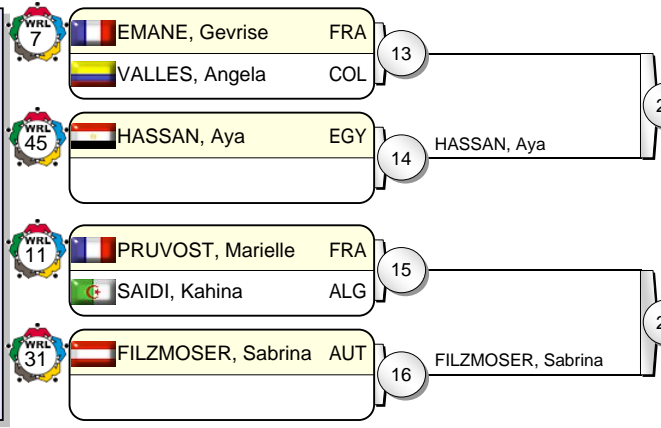 WRL
7
EMANE, Gevrise FRA
VALLES, Angela COL
13
WRL
45
HASSAN, Aya EGY
14
HASSAN, Aya
WRL
11
PRUVOST, Marielle FRA
SAIDI, Kahina ALG
15
WRL
31
FILZMOSER, Sabrina AUT
16
FILZMOSER, Sabrina